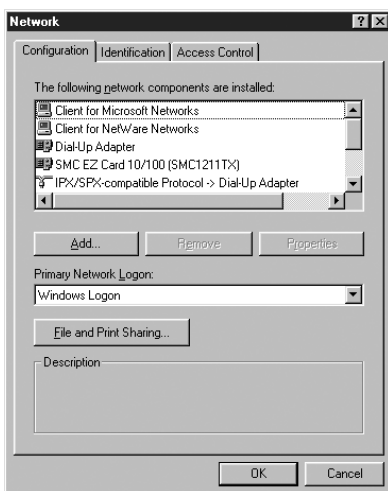 Network
Configuration Identification Access Control
The following network components are installed:
Client for Microsoft Networks
Client for NetWare Networks
Dial-Up Adapter
SMC EZ Card 10/100 (SMC1211TX)
IPX/SPX-compatible Protocol -> Dial-Up Adapter
Add... Remove Properties
Primary Network Logon:
Windows Logon
File and Print Sharing...
Description
OK Cancel